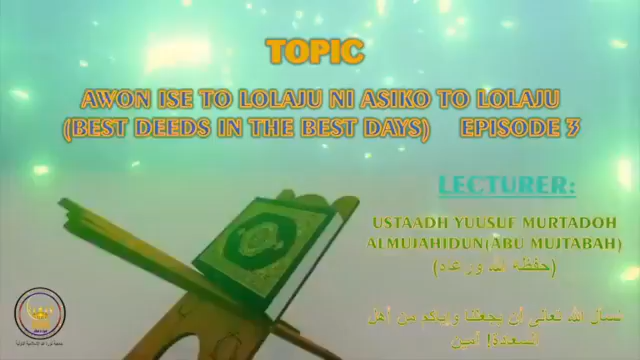 TOPIC
AWON ISE TO LOLAJU NI ASIKO TO LOLAJU
(BEST DEEDS IN THE BEST DAYS) EPISODE 3
LECTURER:
USTAADH YUUSUF MURTADOH
ALMUJAHIDUN(ABU MUJTABAH)
(حفظه الله ورعاه)
نسأل الله تعالى أن يجعلنا وإياكم من أهل
السعادة! آمين